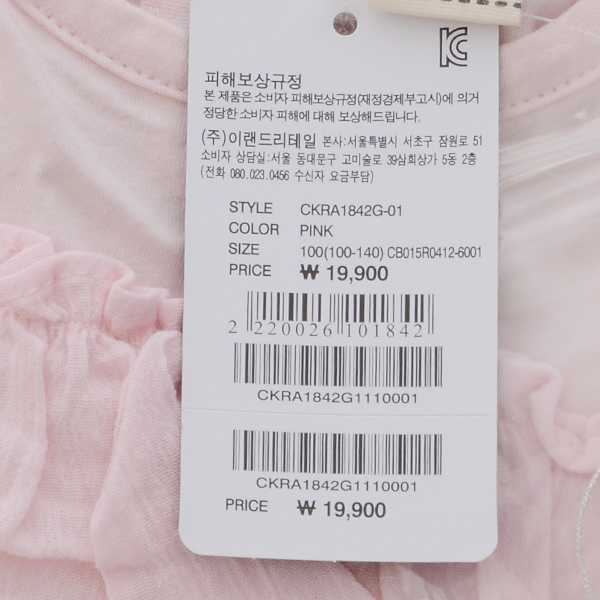 피해보상규정
본 제품은 소비자 피해보상규정(재정경제부고시)에 의거
정당한 소비자 피해에 대해 보상해드립니다.
(주)이랜드리테일 본사:서울특별시 서초구 잠원로 51
소비자 상담실:서울 동대문구 고미술로 39삼희상가 5동 2층
(전화 080.023.0456 수신자 요금부담)
STYLE CKRA1842G-01
COLOR PINK
SIZE 100(100-140) CB015R0412-6001
PRICE ₩ 19,900
2 220026 101842
CKRA1842G1110001
CKRA1842G1110001
PRICE ₩ 19,900